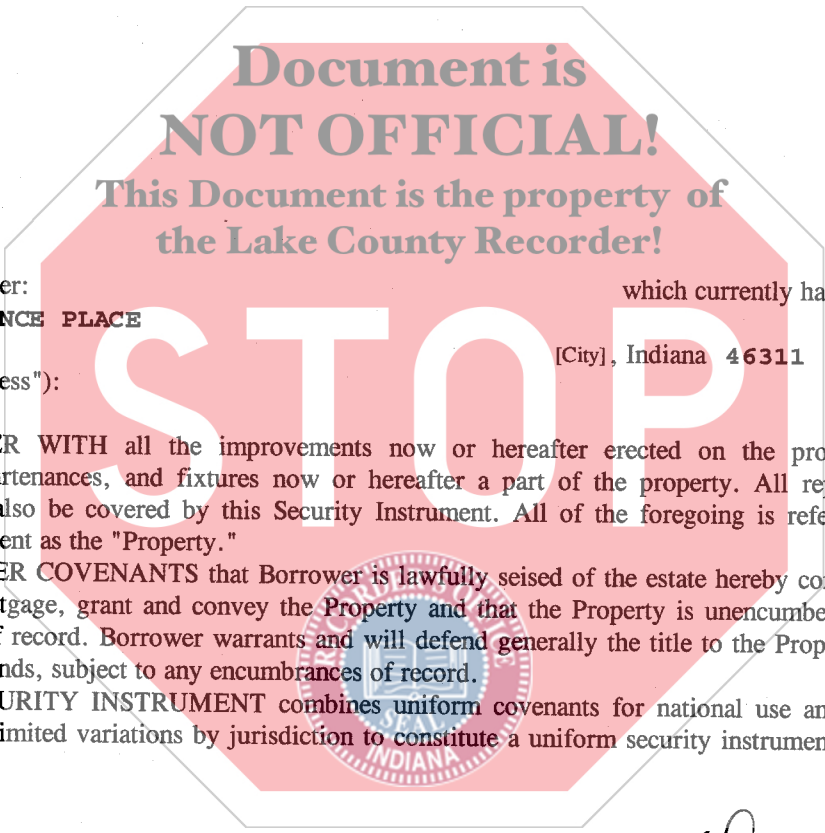 Document is
NOT OFFICIAL!
This Document is the property of
the Lake County Recorder!
er: which currently ha
NCE PLACE
[City], Indiana 46311
ess"):
STOP
ER WITH all the improvements now or hereafter erected on the pro
rtenances, and fixtures now or hereafter a part of the property. All re
also be covered by this Security Instrument. All of the foregoing is refe
ent as the "Property."
ER COVENANTS that Borrower is lawfully seised of the estate hereby co
tgage, grant and convey the Property and that the Property is unencumbe
f record. Borrower warrants and will defend generally the title to the Prop
nds, subject to any encumbrances of record.
URITY INSTRUMENT combines uniform covenants for national use an
imited variations by jurisdiction to constitute a uniform security instrumen
SEAL
INDIANA